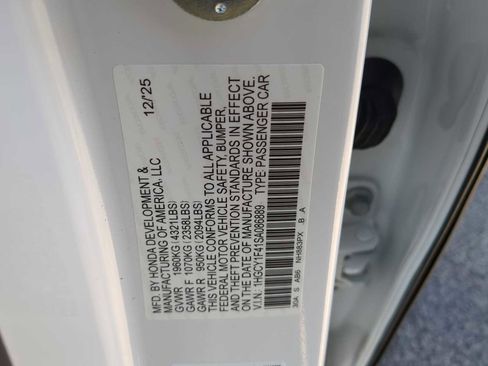 MFD. BY HONDA DEVELOPMENT &
MANUFACTURING OF AMERICA, LLC 12/'25
GVWR 1960KG(4321LBS)
GAWR F 1070KG(2358LBS)
GAWR R 950KG(2094LBS)
THIS VEHICLE CONFORMS TO ALL APPLICABLE
FEDERAL MOTOR VEHICLE SAFETY, BUMPER,
AND THEFT PREVENTION STANDARDS IN EFFECT
ON THE DATE OF MANUFACTURE SHOWN ABOVE.
V.I.N.: 1HGCY1F41SA086889 TYPE: PASSENGER CAR
30A S AB6 NH883PX B A